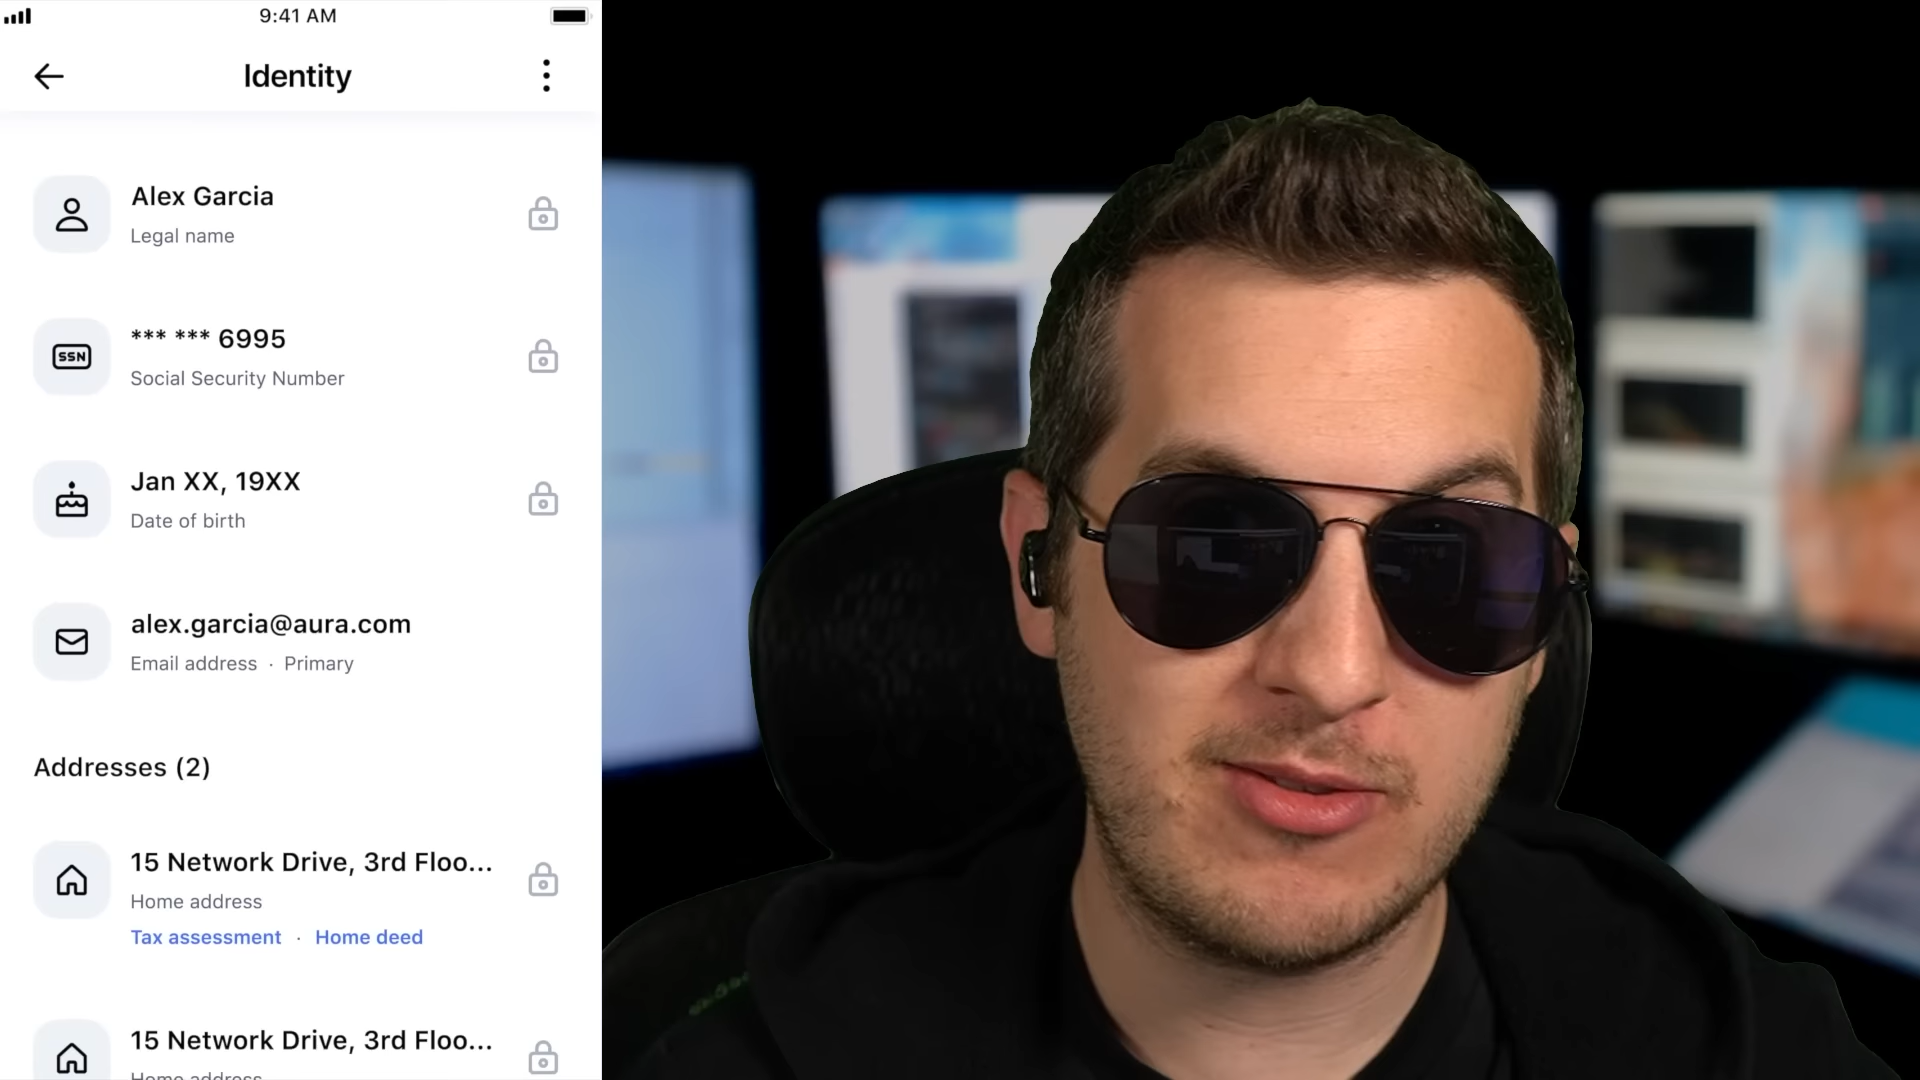 9:41 AM
Identity
Alex Garcia
Legal name
SSN
*** *** 6995
Social Security Number
Jan XX, 19XX
Date of birth
alex.garcia@aura.com
Email address · Primary
Addresses (2)
15 Network Drive, 3rd Floo...
Home address
Tax assessment · Home deed
15 Network Drive, 3rd Floo...
Home address